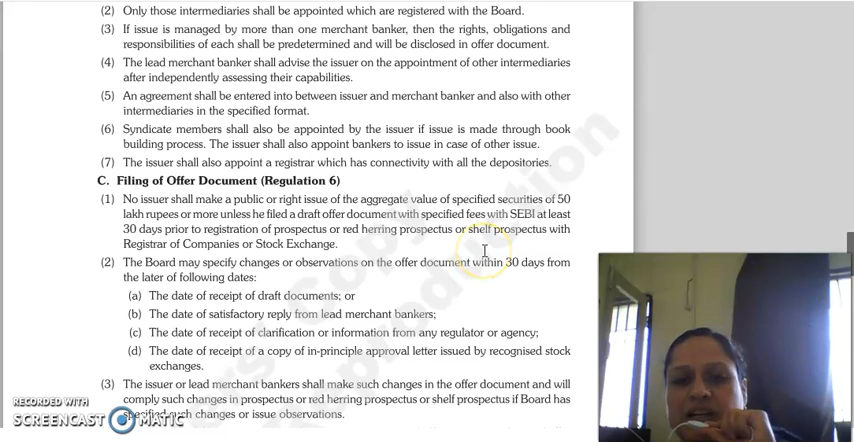 (2) Only those intermediaries shall be appointed which are registered with the Board.
(3) If issue is managed by more than one merchant banker, then the rights, obligations and
responsibilities of each shall be predetermined and will be disclosed in offer document.
(4) The lead merchant banker shall advise the issuer on the appointment of other intermediaries
after independently assessing their capabilities.
(5) An agreement shall be entered into between issuer and merchant banker and also with other
intermediaries in the specified format.
(6) Syndicate members shall also be appointed by the issuer if issue is made through book
building process. The issuer shall also appoint bankers to issue in case of other issue.
(7) The issuer shall also appoint a registrar which has connectivity with all the depositories.
C. Filing of Offer Document (Regulation 6)
(1) No issuer shall make a public or right issue of the aggregate value of specified securities of 50
lakh rupees or more unless he filed a draft offer document with specified fees with SEBI at least
30 days prior to registration of prospectus or red herring prospectus or shelf prospectus with
Registrar of Companies or Stock Exchange.
(2) The Board may specify changes or observations on the offer document within 30 days from
the later of following dates:
(a) The date of receipt of draft documents; or
(b) The date of satisfactory reply from lead merchant bankers;
(c) The date of receipt of clarification or information from any regulator or agency;
(d) The date of receipt of a copy of in-principle approval letter issued by recognised stock
exchanges.
(3) The issuer or lead merchant bankers shall make such changes in the offer document and will
comply such changes in prospectus or red herring prospectus or shelf prospectus if Board has
specified such changes or issue observations.
RECORDED WITH
SCREENCAST MATIC